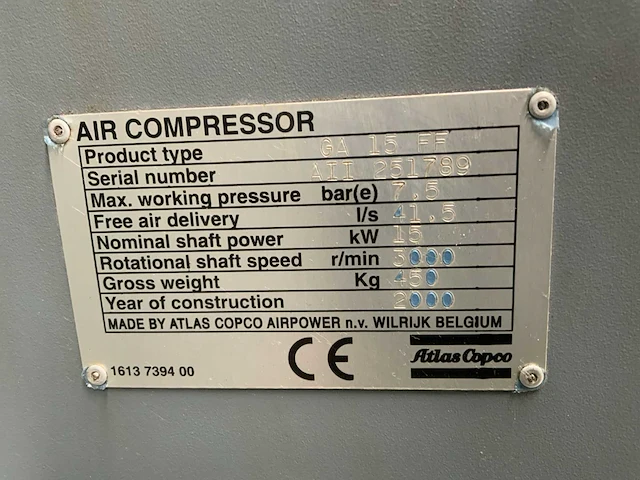 AIR COMPRESSOR
Product type GA 15 FF
Serial number AII 251789
Max. working pressure bar(e) 7.5
Free air delivery l/s 41.5
Nominal shaft power kW 15
Rotational shaft speed r/min 3000
Gross weight Kg 450
Year of construction 2000
MADE BY ATLAS COPCO AIRPOWER n.v. WILRIJK BELGIUM
1613 7394 00 CE Atlas Copco